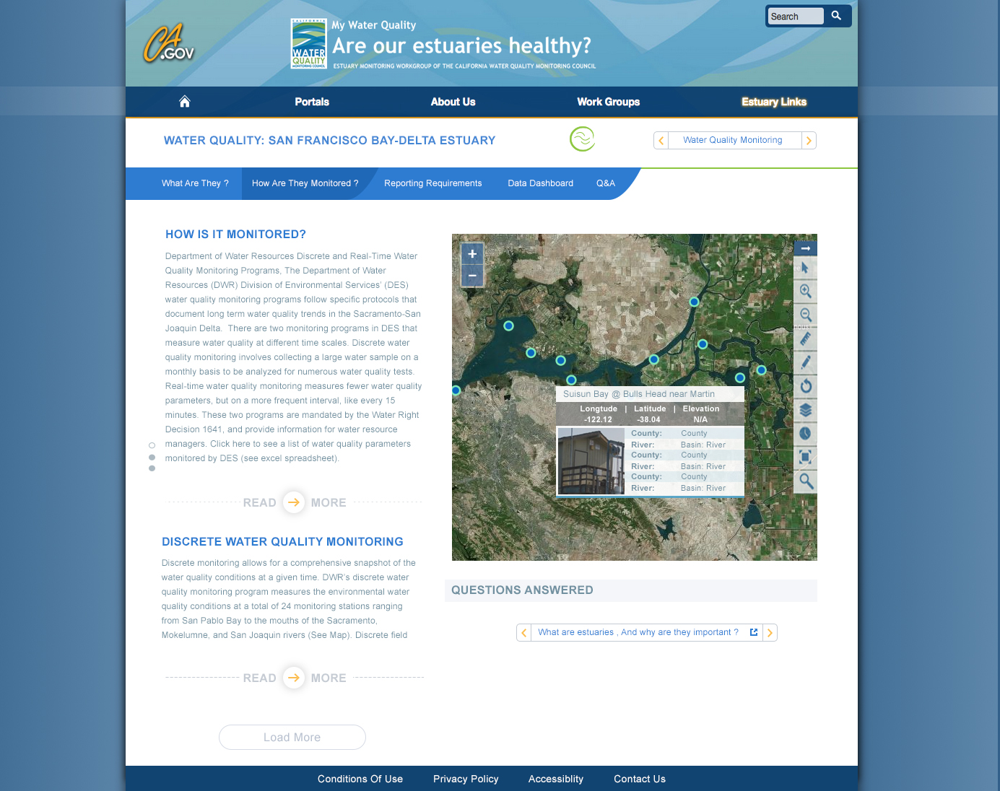 CA.GOV
CALIFORNIA
WATER
QUALITY
MONITORING COUNCIL
My Water Quality
Are our estuaries healthy?
ESTUARY MONITORING WORKGROUP OF THE CALIFORNIA WATER QUALITY MONITORING COUNCIL
Search
Portals
About Us
Work Groups
Estuary Links
WATER QUALITY: SAN FRANCISCO BAY-DELTA ESTUARY
Water Quality Monitoring
What Are They ?
How Are They Monitored ?
Reporting Requirements
Data Dashboard
Q&A
HOW IS IT MONITORED?
Department of Water Resources Discrete and Real-Time Water
Quality Monitoring Programs, The Department of Water
Resources (DWR) Division of Environmental Services' (DES)
water quality monitoring programs follow specific protocols that
document long term water quality trends in the Sacramento-San
Joaquin Delta.  There are two monitoring programs in DES that
measure water quality at different time scales. Discrete water
quality monitoring involves collecting a large water sample on a
monthly basis to be analyzed for numerous water quality tests.
Real-time water quality monitoring measures fewer water quality
parameters, but on a more frequent interval, like every 15
minutes. These two programs are mandated by the Water Right
Decision 1641, and provide information for water resource
managers. Click here to see a list of water quality parameters
monitored by DES (see excel spreadsheet).
READ MORE
DISCRETE WATER QUALITY MONITORING
Discrete monitoring allows for a comprehensive snapshot of the
water quality conditions at a given time. DWR's discrete water
quality monitoring program measures the environmental water
quality conditions at a total of 24 monitoring stations ranging
from San Pablo Bay to the mouths of the Sacramento,
Mokelumne, and San Joaquin rivers (See Map). Discrete field
READ MORE
Load More
+
−
Suisun Bay @ Bulls Head near Martin
Longtude | Latitude | Elevation
-122.12 -38.04 N/A
County: County
River: Basin: River
County: County
River: Basin: River
County: County
River: Basin: River
QUESTIONS ANSWERED
What are estuaries , And why are they important ?
Conditions Of Use
Privacy Policy
Accessiblity
Contact Us